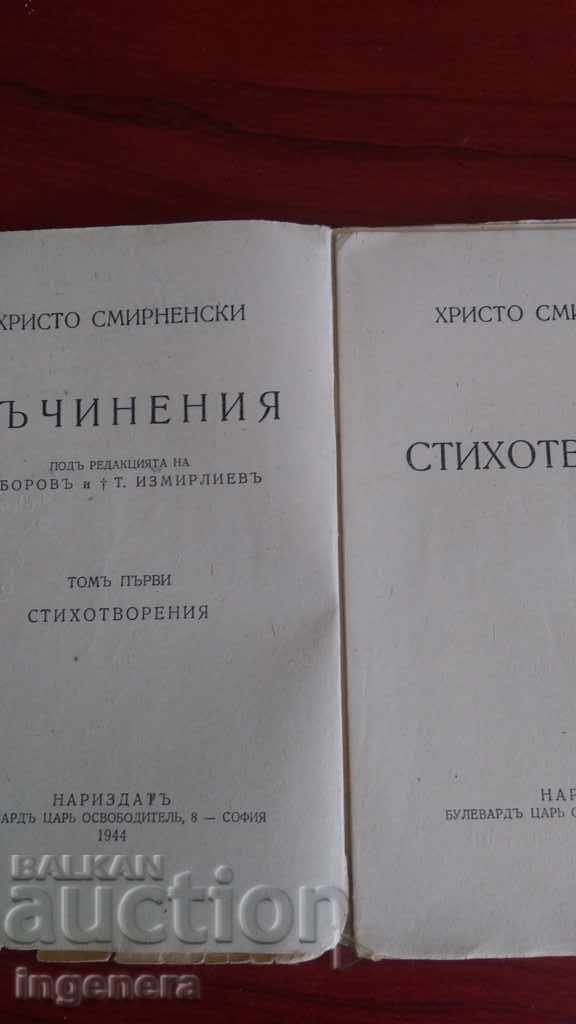 ХРИСТО СМИРНЕНСКИ
ЪЧИНЕНИЯ
ПОДЪ РЕДАКЦИЯТА НА
БОРОВЪ и † Т. ИЗМИРЛИЕВЪ
ТОМЪ ПЪРВИ
СТИХОТВОРЕНИЯ
НАРИЗДАТЪ
АРДЪ ЦАРЬ ОСВОБОДИТЕЛЬ, 8 — СОФИЯ
1944
ХРИСТО СМИ
СТИХОТВ
НАР
БУЛЕВАРДЪ ЦАРЬ О
BALKAN
auction
ingenera